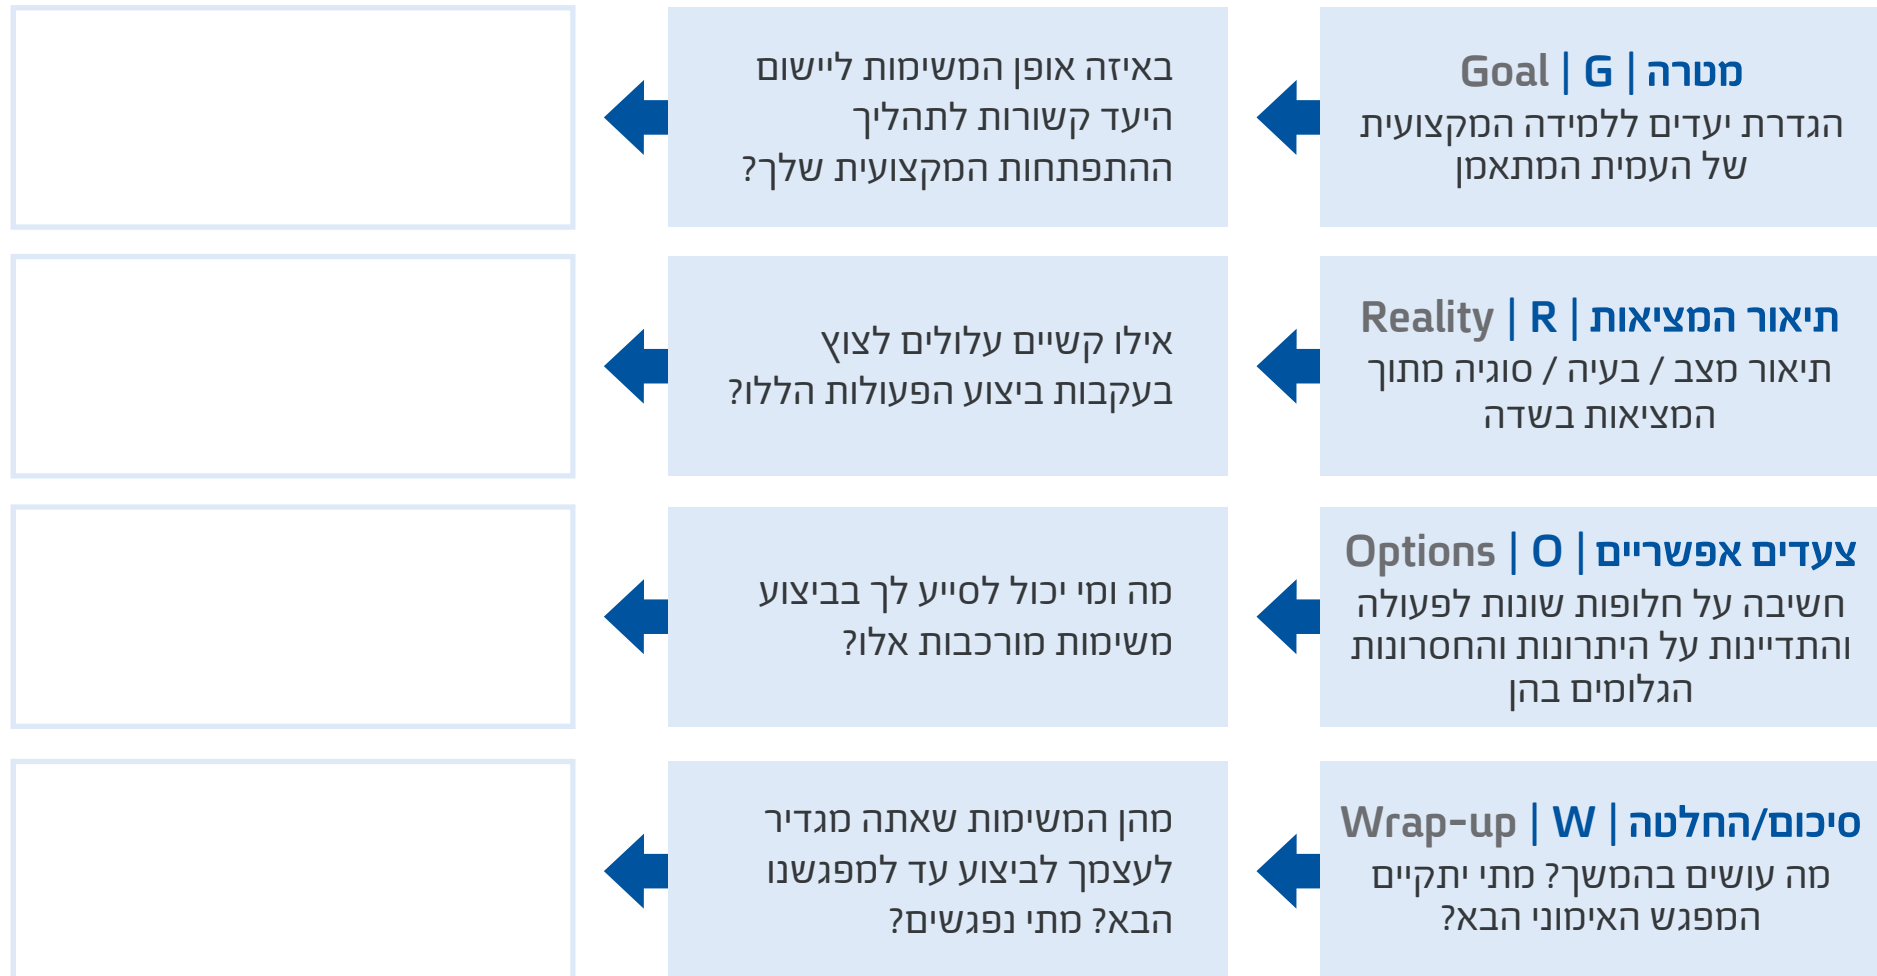 מטרה | G | Goal
הגדרת יעדים ללמידה המקצועית
של העמית המתאמן
באיזה אופן המשימות ליישום
היעד קשורות לתהליך
ההתפתחות המקצועית שלך?
תיאור המציאות | R | Reality
תיאור מצב / בעיה / סוגיה מתוך
המציאות בשדה
אילו קשיים עלולים לצוץ
בעקבות ביצוע הפעולות הללו?
צעדים אפשריים | O | Options
חשיבה על חלופות שונות לפעולה
והתדיינות על היתרונות והחסרונות
הגלומים בהן
מה ומי יכול לסייע לך בביצוע
משימות מורכבות אלו?
סיכום/החלטה | W | Wrap-up
מה עושים בהמשך? מתי יתקיים
המפגש האימוני הבא?
מהן המשימות שאתה מגדיר
לעצמך לביצוע עד למפגשנו
הבא? מתי נפגשים?